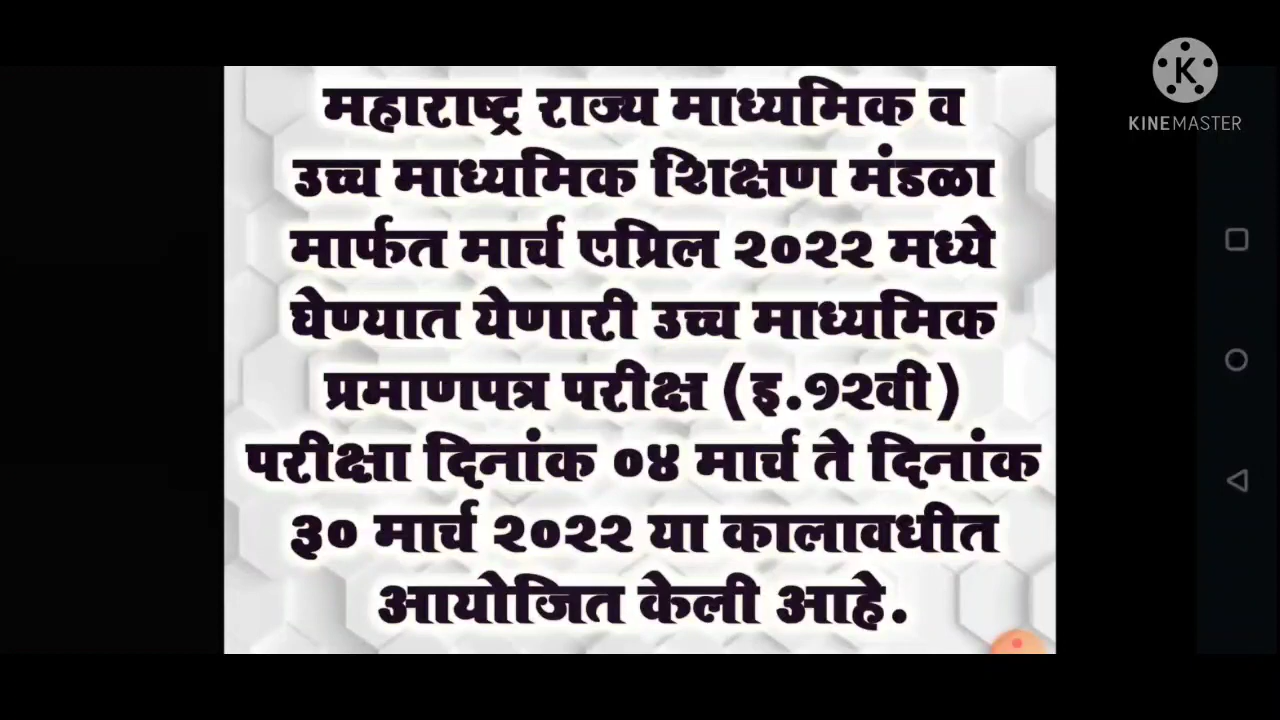 महाराष्ट्र राज्य माध्यमिक व
उच्च माध्यमिक शिक्षण मंडळा
मार्फत मार्च एप्रिल २०२२ मध्ये
घेण्यात येणारी उच्च माध्यमिक
प्रमाणपत्र परीक्ष (इ.१२वी)
परीक्षा दिनांक ०४ मार्च ते दिनांक
३० मार्च २०२२ या कालावधीत
आयोजित केली आहे.
K
KINEMASTER